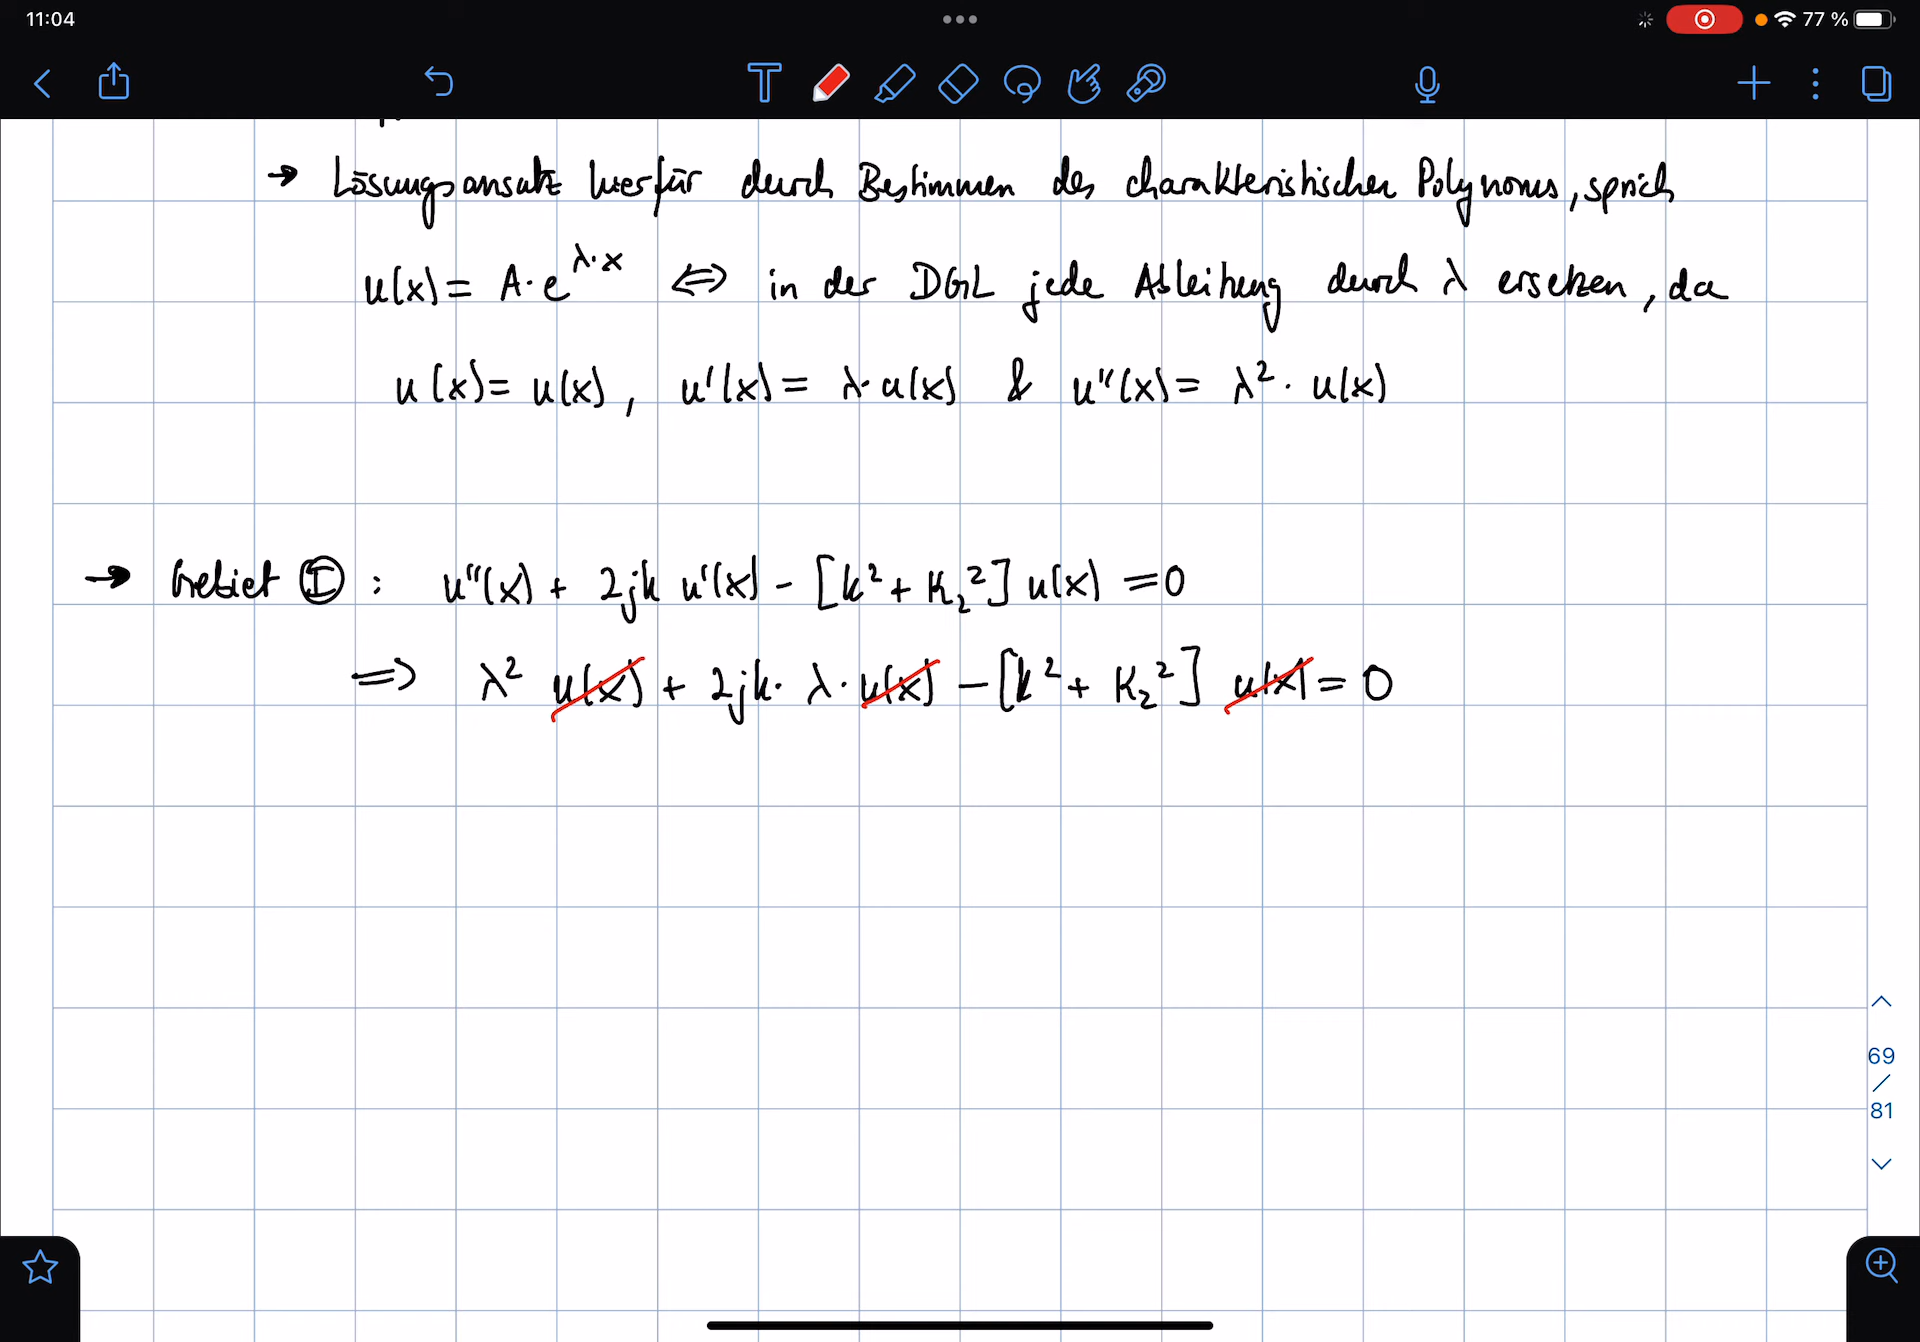 11:04
77 %
→ Lösungsansatz hierfür durch Bestimmen des charakteristischen Polynoms, sprich
u(x) = A · e^{λ·x} ⇔ in der DGL jede Ableitung durch λ ersetzen, da
u(x) = u(x), u'(x) = λ · u(x) & u''(x) = λ² · u(x)
→ Gebiet Ⓘ : u''(x) + 2jk u'(x) - [k² + K₂²] u(x) = 0
⇒ λ² u(x) + 2jk · λ · u(x) - [k² + K₂²] u(x) = 0
69
/
81